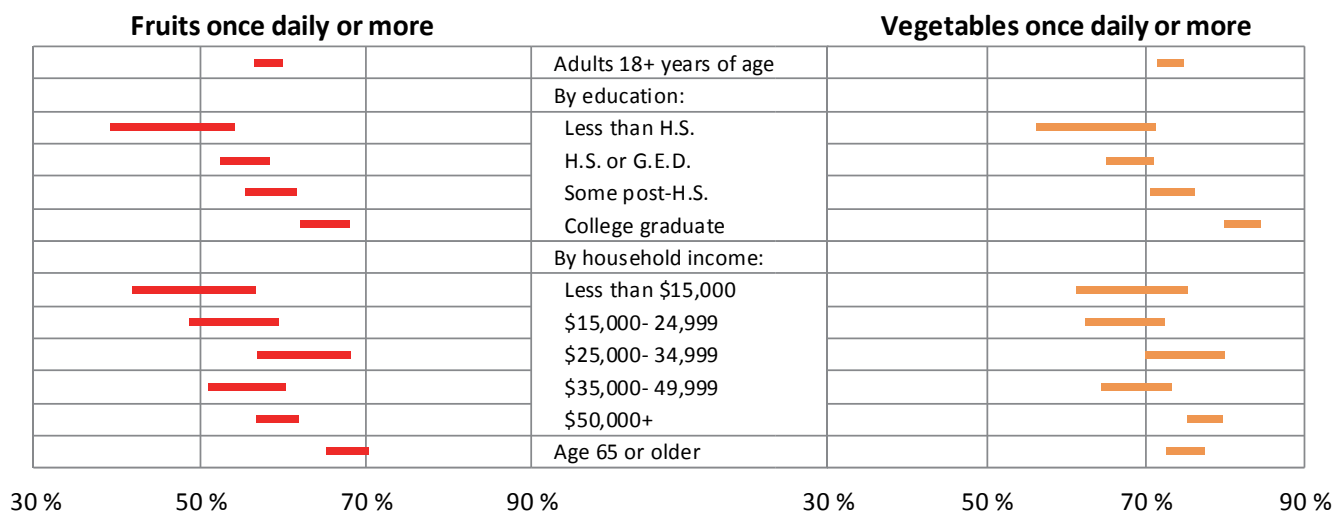 Fruits once daily or more
Vegetables once daily or more
Adults 18+ years of age
By education:
Less than H.S.
H.S. or G.E.D.
Some post-H.S.
College graduate
By household income:
Less than $15,000
$15,000- 24,999
$25,000- 34,999
$35,000- 49,999
$50,000+
Age 65 or older
30 % 50 % 70 % 90 % 30% 50 % 70 % 90 %